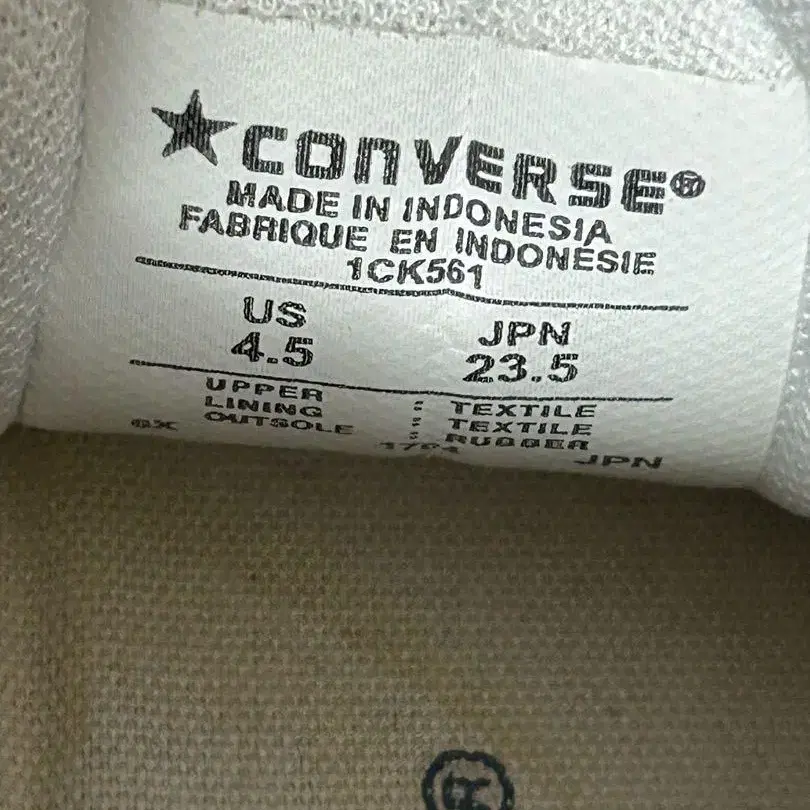 CONVERSE®
MADE IN INDONESIA
FABRIQUE EN INDONÉSIE
1CK561
US JPN
4.5 23.5
UPPER : TEXTILE
LINING : TEXTILE
OUTSOLE : RUBBER
JPN